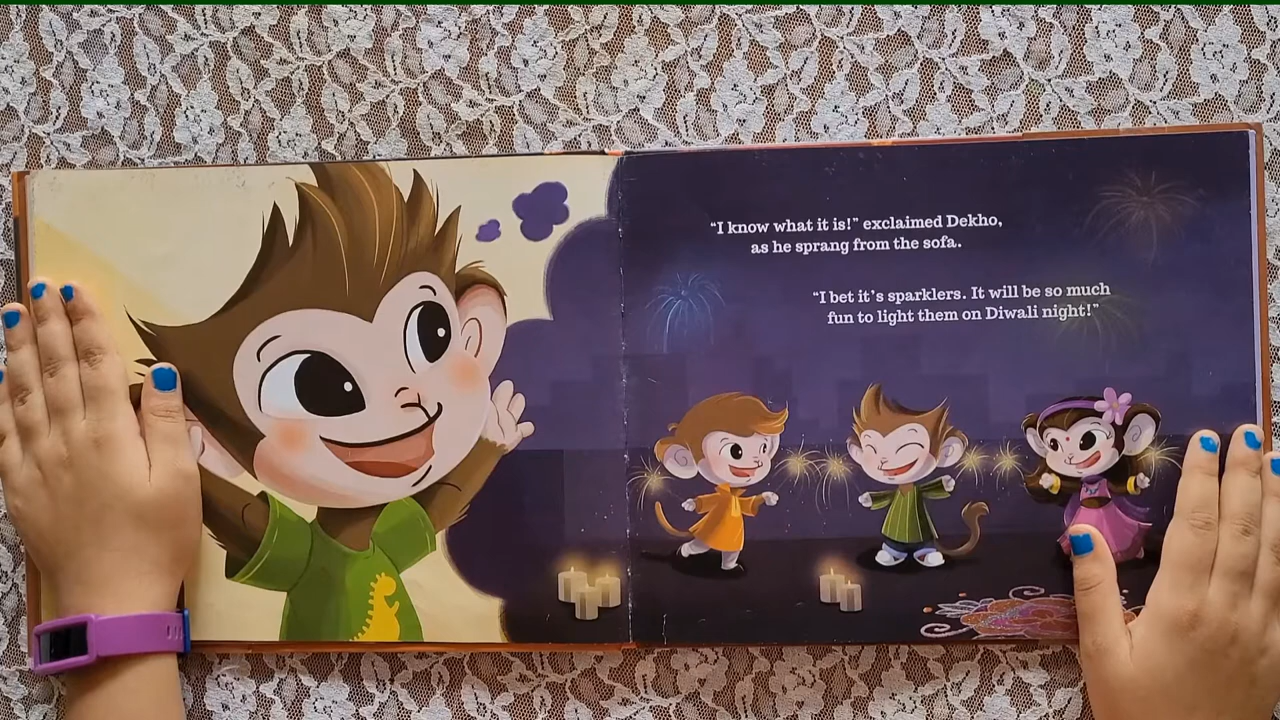 “I know what it is!” exclaimed Dekho,
as he sprang from the sofa.
“I bet it’s sparklers. It will be so much
fun to light them on Diwali night!”